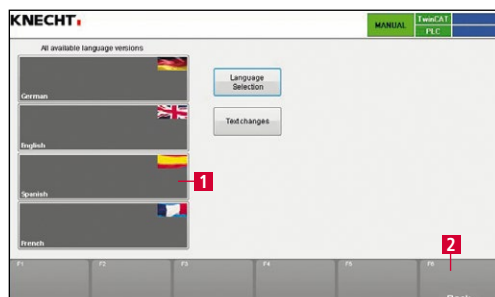 KNECHT
MANUAL
TwinCAT
PLC
All available language versions
German
Language
Selection
English
Textchanges
Spanish
1
French
2
F1 F2 F3 F4 F5 F6
Back